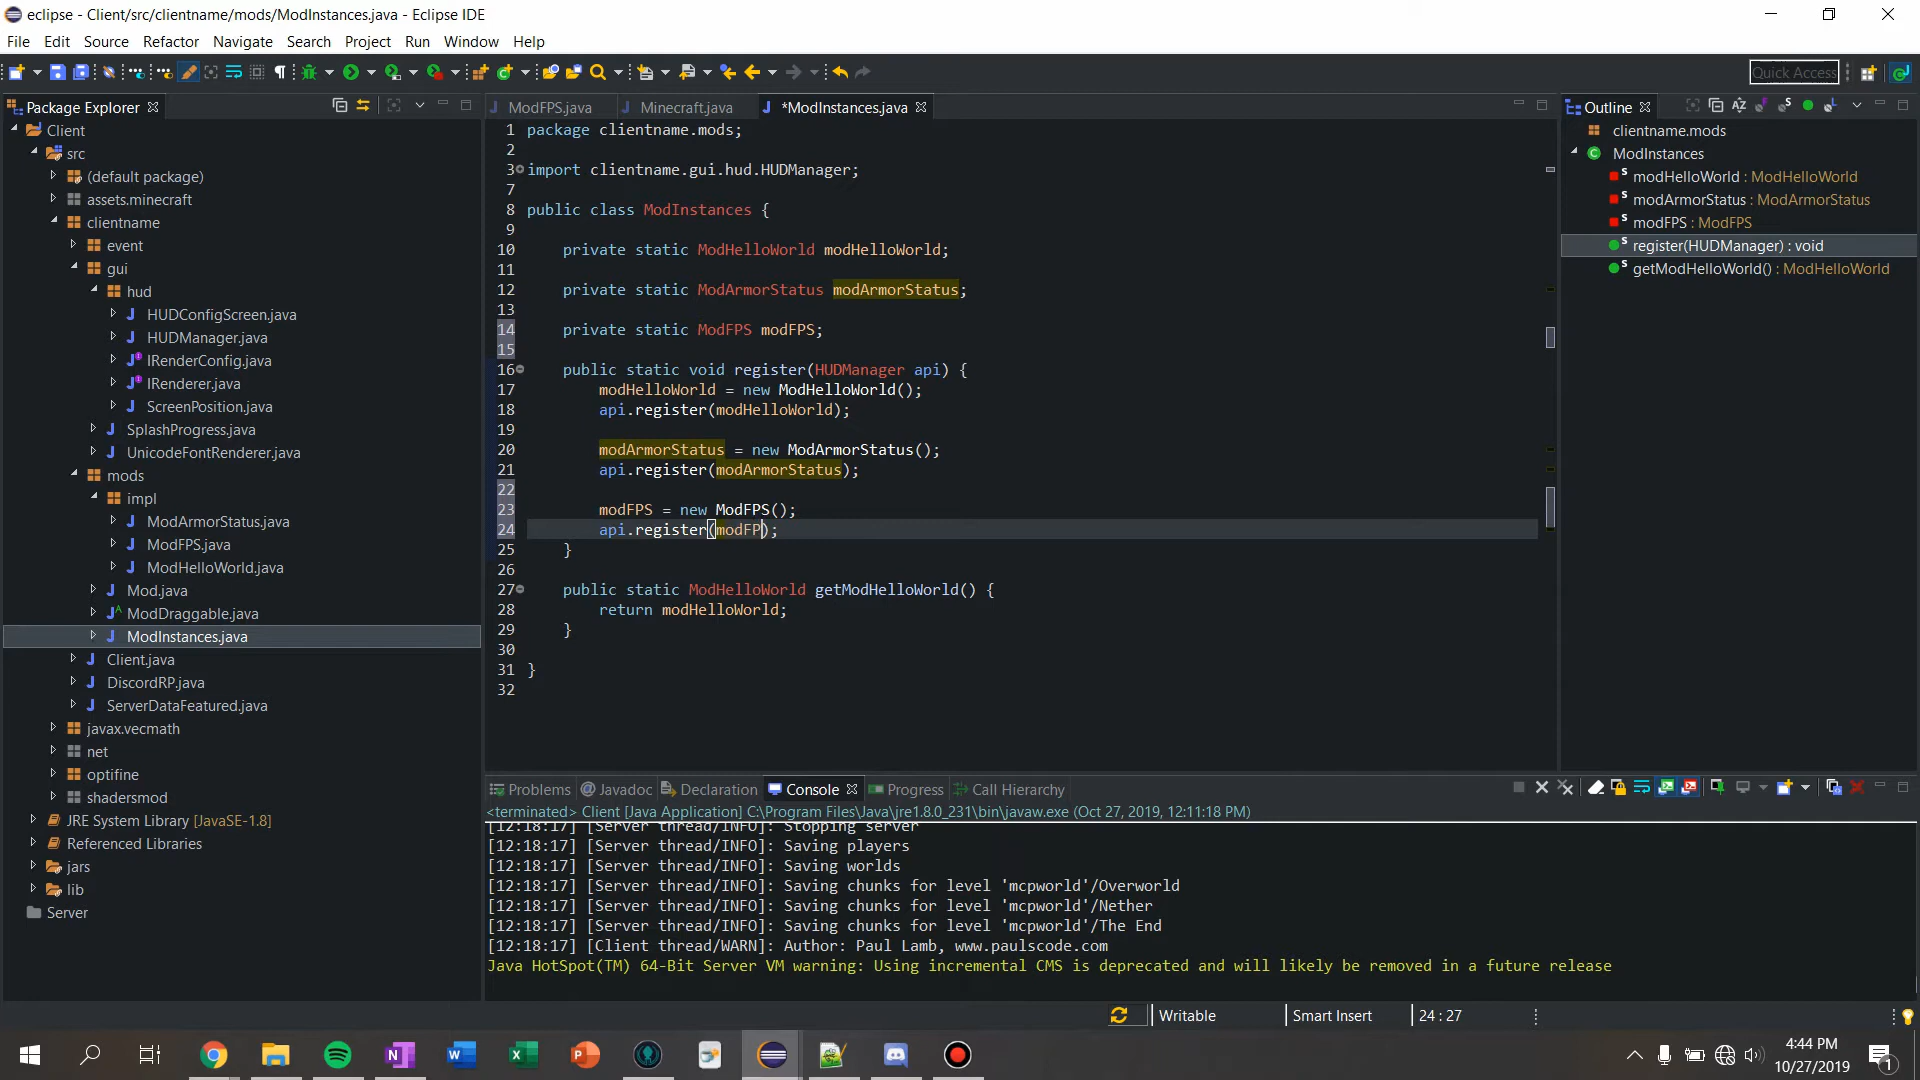 eclipse - Client/src/clientname/mods/ModInstances.java - Eclipse IDE
File Edit Source Refactor Navigate Search Project Run Window Help
Quick Access
Package Explorer
Client
src
(default package)
assets.minecraft
clientname
event
gui
hud
HUDConfigScreen.java
HUDManager.java
IRenderConfig.java
IRenderer.java
ScreenPosition.java
SplashProgress.java
UnicodeFontRenderer.java
mods
impl
ModArmorStatus.java
ModFPS.java
ModHelloWorld.java
Mod.java
ModDraggable.java
ModInstances.java
Client.java
DiscordRP.java
ServerDataFeatured.java
javax.vecmath
net
optifine
shadersmod
JRE System Library [JavaSE-1.8]
Referenced Libraries
jars
lib
Server
ModFPS.java Minecraft.java *ModInstances.java
1 package clientname.mods;
2
3 import clientname.gui.hud.HUDManager;
7
8 public class ModInstances {
9
10 private static ModHelloWorld modHelloWorld;
11
12 private static ModArmorStatus modArmorStatus;
13
14 private static ModFPS modFPS;
15
16 public static void register(HUDManager api) {
17 modHelloWorld = new ModHelloWorld();
18 api.register(modHelloWorld);
19
20 modArmorStatus = new ModArmorStatus();
21 api.register(modArmorStatus);
22
23 modFPS = new ModFPS();
24 api.register(modFP);
25 }
26
27 public static ModHelloWorld getModHelloWorld() {
28 return modHelloWorld;
29 }
30
31 }
32
Outline
clientname.mods
ModInstances
modHelloWorld : ModHelloWorld
modArmorStatus : ModArmorStatus
modFPS : ModFPS
register(HUDManager) : void
getModHelloWorld() : ModHelloWorld
Problems Javadoc Declaration Console Progress Call Hierarchy
<terminated> Client [Java Application] C:\Program Files\Java\jre1.8.0_231\bin\javaw.exe (Oct 27, 2019, 12:11:18 PM)
[12:18:17] [Server thread/INFO]: Stopping server
[12:18:17] [Server thread/INFO]: Saving players
[12:18:17] [Server thread/INFO]: Saving worlds
[12:18:17] [Server thread/INFO]: Saving chunks for level 'mcpworld'/Overworld
[12:18:17] [Server thread/INFO]: Saving chunks for level 'mcpworld'/Nether
[12:18:17] [Server thread/INFO]: Saving chunks for level 'mcpworld'/The End
[12:18:17] [Client thread/WARN]: Author: Paul Lamb, www.paulscode.com
Java HotSpot(TM) 64-Bit Server VM warning: Using incremental CMS is deprecated and will likely be removed in a future release
Writable Smart Insert 24 : 27
4:44 PM
10/27/2019
1